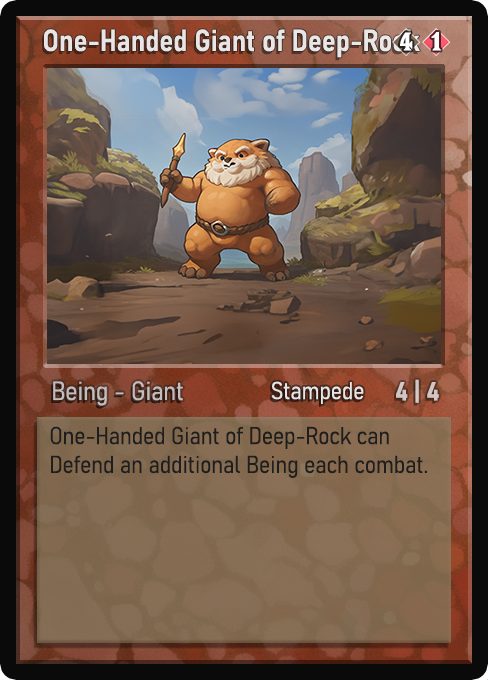 One-Handed Giant of Deep-Rock 4 1
Being - Giant Stampede 4 | 4
One-Handed Giant of Deep-Rock can
Defend an additional Being each combat.